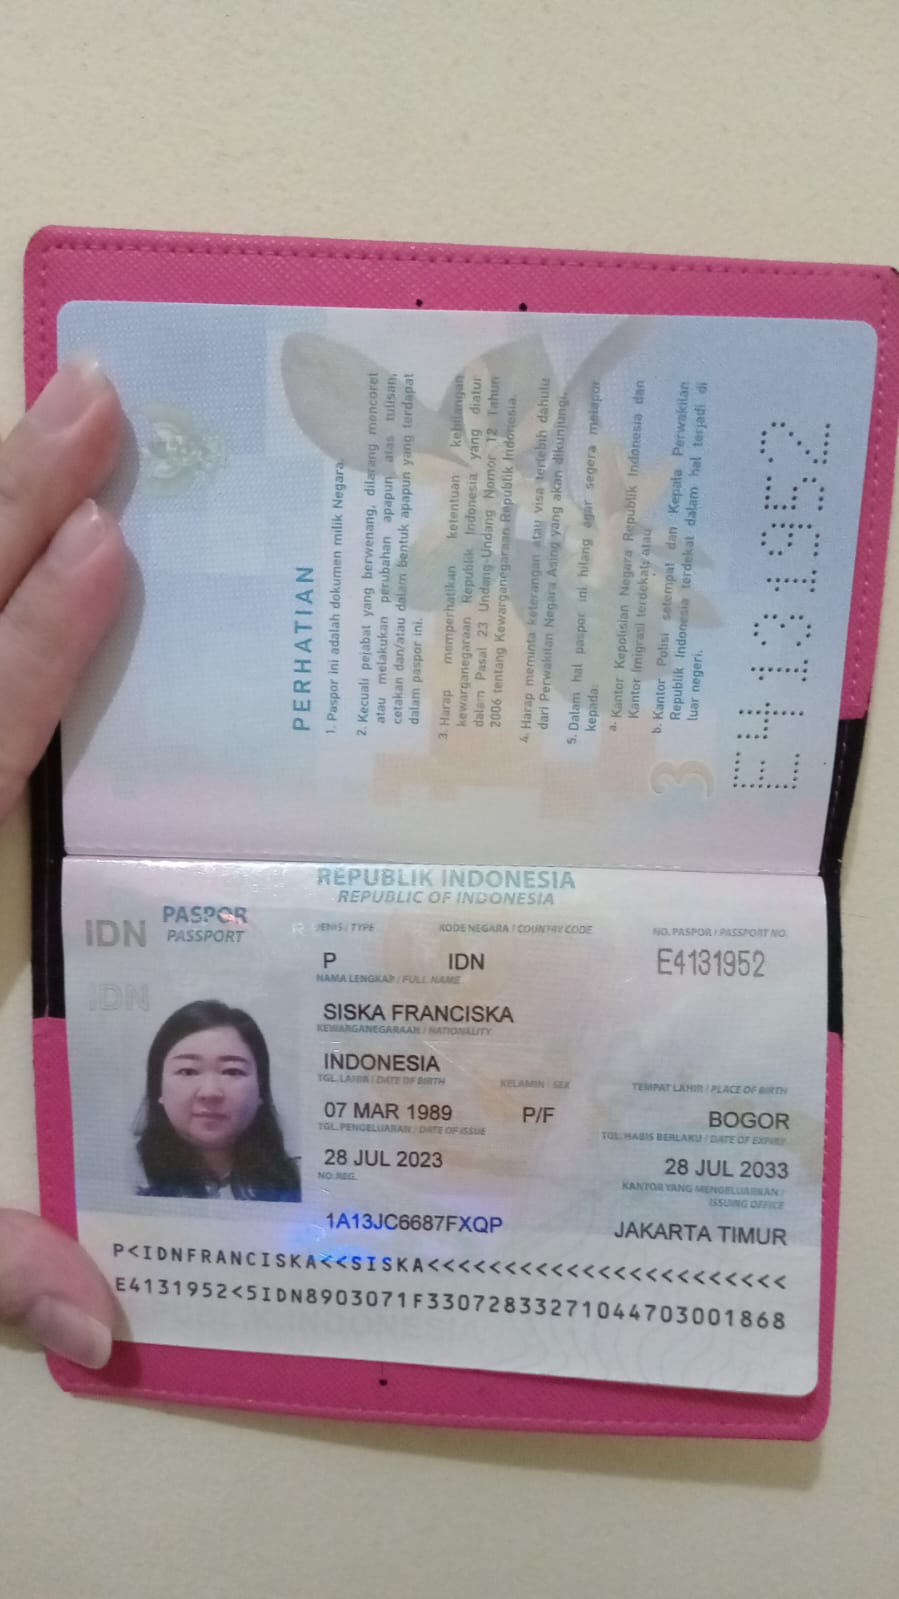 PERHATIAN
1. Paspor ini adalah dokumen milik Negara.
2. Kecuali pejabat yang berwenang, dilarang mencoret
atau melakukan perubahan apapun atas tulisan,
cetakan dan/atau dalam bentuk apapun yang terdapat
dalam paspor ini.
3. Harap memperhatikan ketentuan kehilangan
kewarganegaraan Republik Indonesia yang diatur
dalam Pasal 23 Undang-Undang Nomor 12 Tahun
2006 tentang Kewarganegaraan Republik Indonesia.
4. Harap meminta keterangan atau visa terlebih dahulu
dari Perwakilan Negara Asing yang akan dikunjungi.
5. Dalam hal paspor ini hilang agar segera melapor
kepada:
a. Kantor Kepolisian Negara Republik Indonesia dan
Kantor Imigrasi terdekat; atau
b. Kantor Polisi setempat dan Kepala Perwakilan
Republik Indonesia terdekat dalam hal terjadi di
luar negeri.
3
E4131952
REPUBLIK INDONESIA
REPUBLIC OF INDONESIA
IDN
PASPOR
PASSPORT
JENIS / TYPE KODE NEGARA / COUNTRY CODE NO. PASPOR / PASSPORT NO.
P IDN E4131952
IDN
NAMA LENGKAP / FULL NAME
SISKA FRANCISKA
KEWARGANEGARAAN / NATIONALITY
INDONESIA
TGL. LAHIR / DATE OF BIRTH KELAMIN / SEX TEMPAT LAHIR / PLACE OF BIRTH
07 MAR 1989 P/F BOGOR
TGL. PENGELUARAN / DATE OF ISSUE TGL. HABIS BERLAKU / DATE OF EXPIRY
28 JUL 2023 28 JUL 2033
NO. REG. KANTOR YANG MENGELUARKAN /
ISSUING OFFICE
1A13JC6687FXQP JAKARTA TIMUR
P<IDNFRANCISKA<<SISKA<<<<<<<<<<<<<<<<<<<<<<<
E4131952<5IDN8903071F33072833271044703001868
INDONESIA